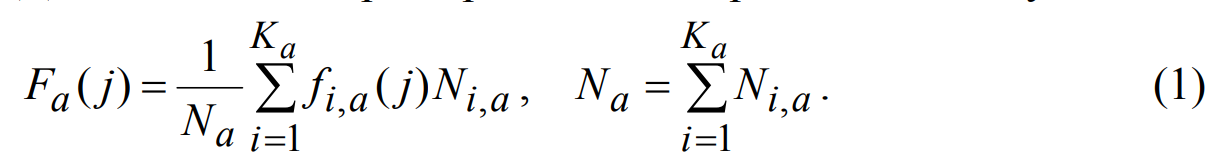 F_a(j) = \frac{1}{N_a} \sum_{i=1}^{K_a} f_{i,a}(j) N_{i,a} , \quad N_a = \sum_{i=1}^{K_a} N_{i,a} . \quad (1)